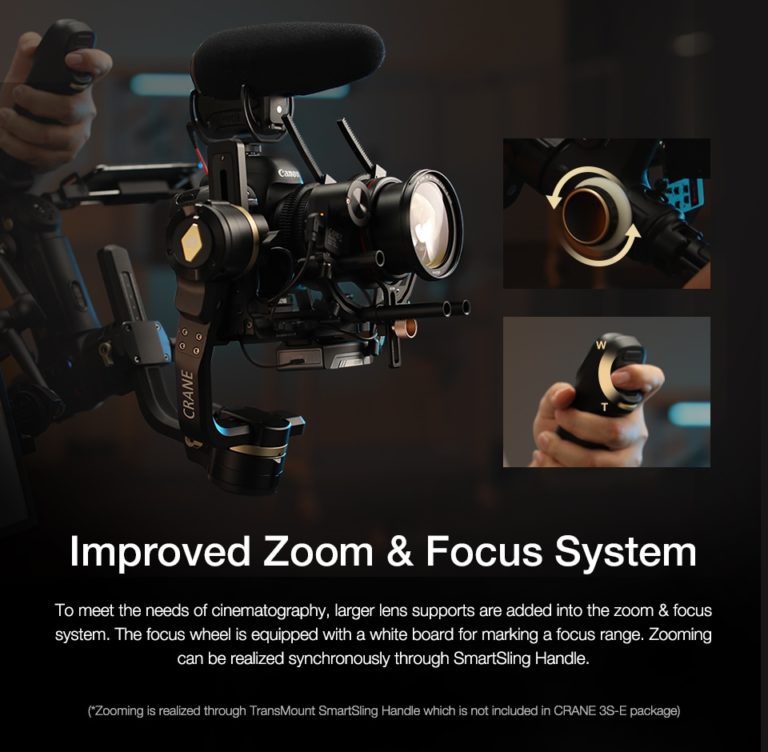 Canon
CRANE
W
T
Improved Zoom & Focus System
To meet the needs of cinematography, larger lens supports are added into the zoom & focus
system. The focus wheel is equipped with a white board for marking a focus range. Zooming
can be realized synchronously through SmartSling Handle.
(*Zooming is realized through TransMount SmartSling Handle which is not included in CRANE 3S-E package)